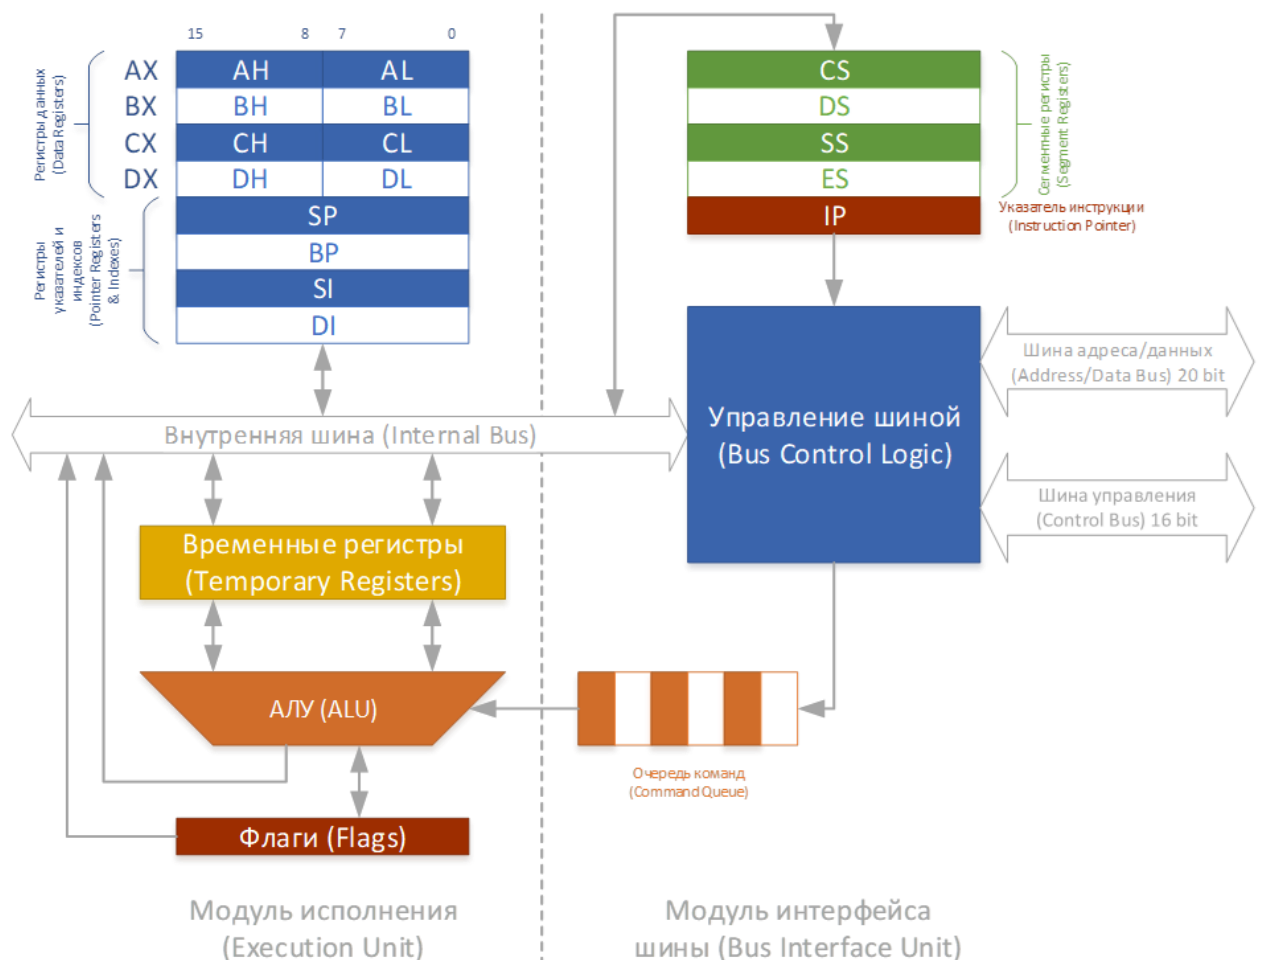 15 8 7 0
Регистры данных
(Data Registers)
AX AH AL
BX BH BL
CX CH CL
DX DH DL
Регистры
указателей и
индексов
(Pointer Registers
& Indexes)
SP
BP
SI
DI
CS
DS
SS
ES
IP
Сегментные регистры
(Segment Registers)
Указатель инструкции
(Instruction Pointer)
Внутренняя шина (Internal Bus)
Управление шиной
(Bus Control Logic)
Шина адреса/данных
(Address/Data Bus) 20 bit
Шина управления
(Control Bus) 16 bit
Временные регистры
(Temporary Registers)
АЛУ (ALU)
Очередь команд
(Command Queue)
Флаги (Flags)
Модуль исполнения
(Execution Unit)
Модуль интерфейса
шины (Bus Interface Unit)